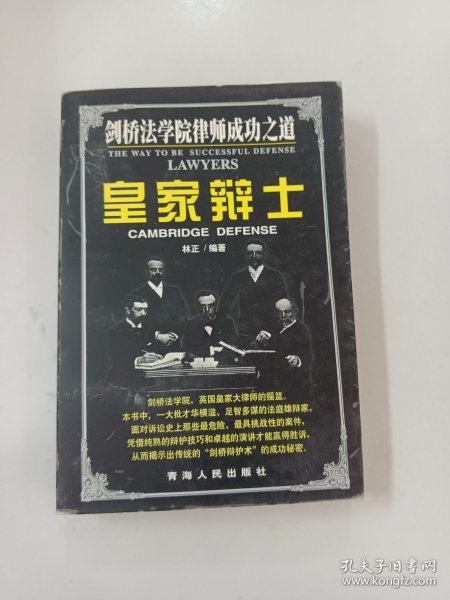 剑桥法学院律师成功之道
THE WAY TO BE SUCCESSFUL DEFENSE
LAWYERS
皇家辩士
CAMBRIDGE DEFENSE
林正/编著
剑桥法学院，英国皇家大律师的摇篮。
本书中，一大批才华横溢、足智多谋的法庭雄辩家，
面对诉讼史上那些最危险、最具挑战性的案件，
凭借纯熟的辩护技巧和卓越的演讲才能赢得胜诉，
从而揭示出传统的“剑桥辩护术”的成功秘密。
青海人民出版社
孔夫子旧书网
www.kongfz.com